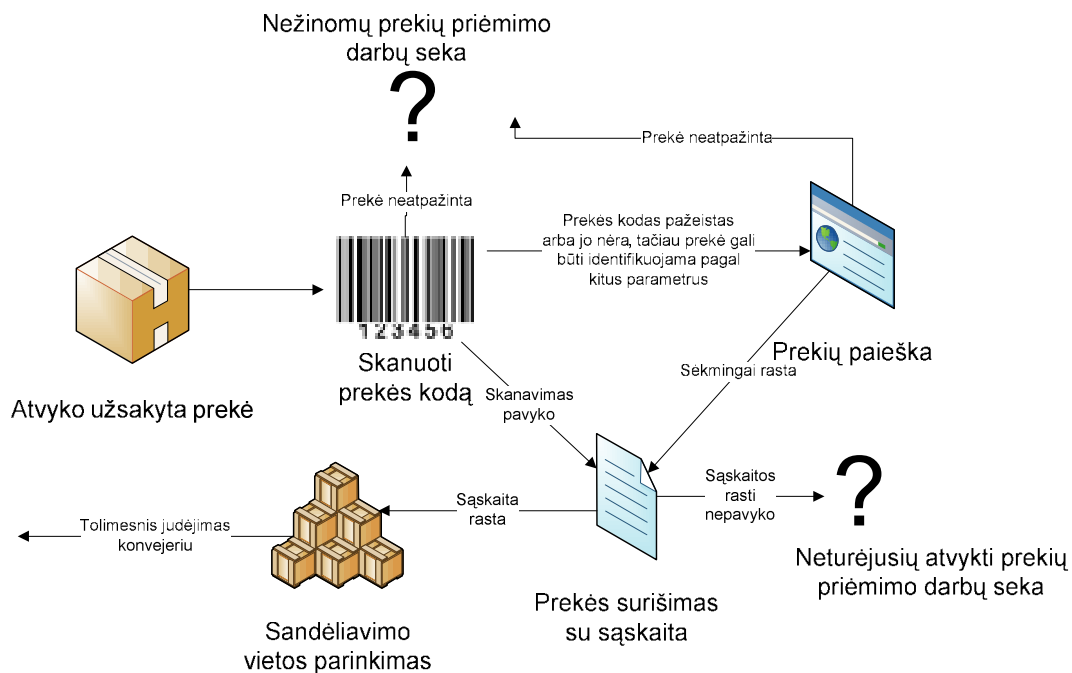 Nežinomų prekių priėmimo
darbų seka
?
Prekė neatpažinta
Prekė neatpažinta
Prekės kodas pažeistas
arba jo nėra, tačiau prekė gali
būti identifikuojama pagal
kitus parametrus
123456
Skanuoti
prekės kodą
Prekių paieška
Atvyko užsakyta prekė
Sėkmingai rasta
Skanavimas
pavyko
Sąskaita
rasta
Sąskaitos
rasti
nepavyko
?
Tolimesnis judėjimas
konvejeriu
Neturėjusių atvykti prekių
priėmimo darbų seka
Prekės surišimas
su sąskaita
Sandėliavimo
vietos parinkimas